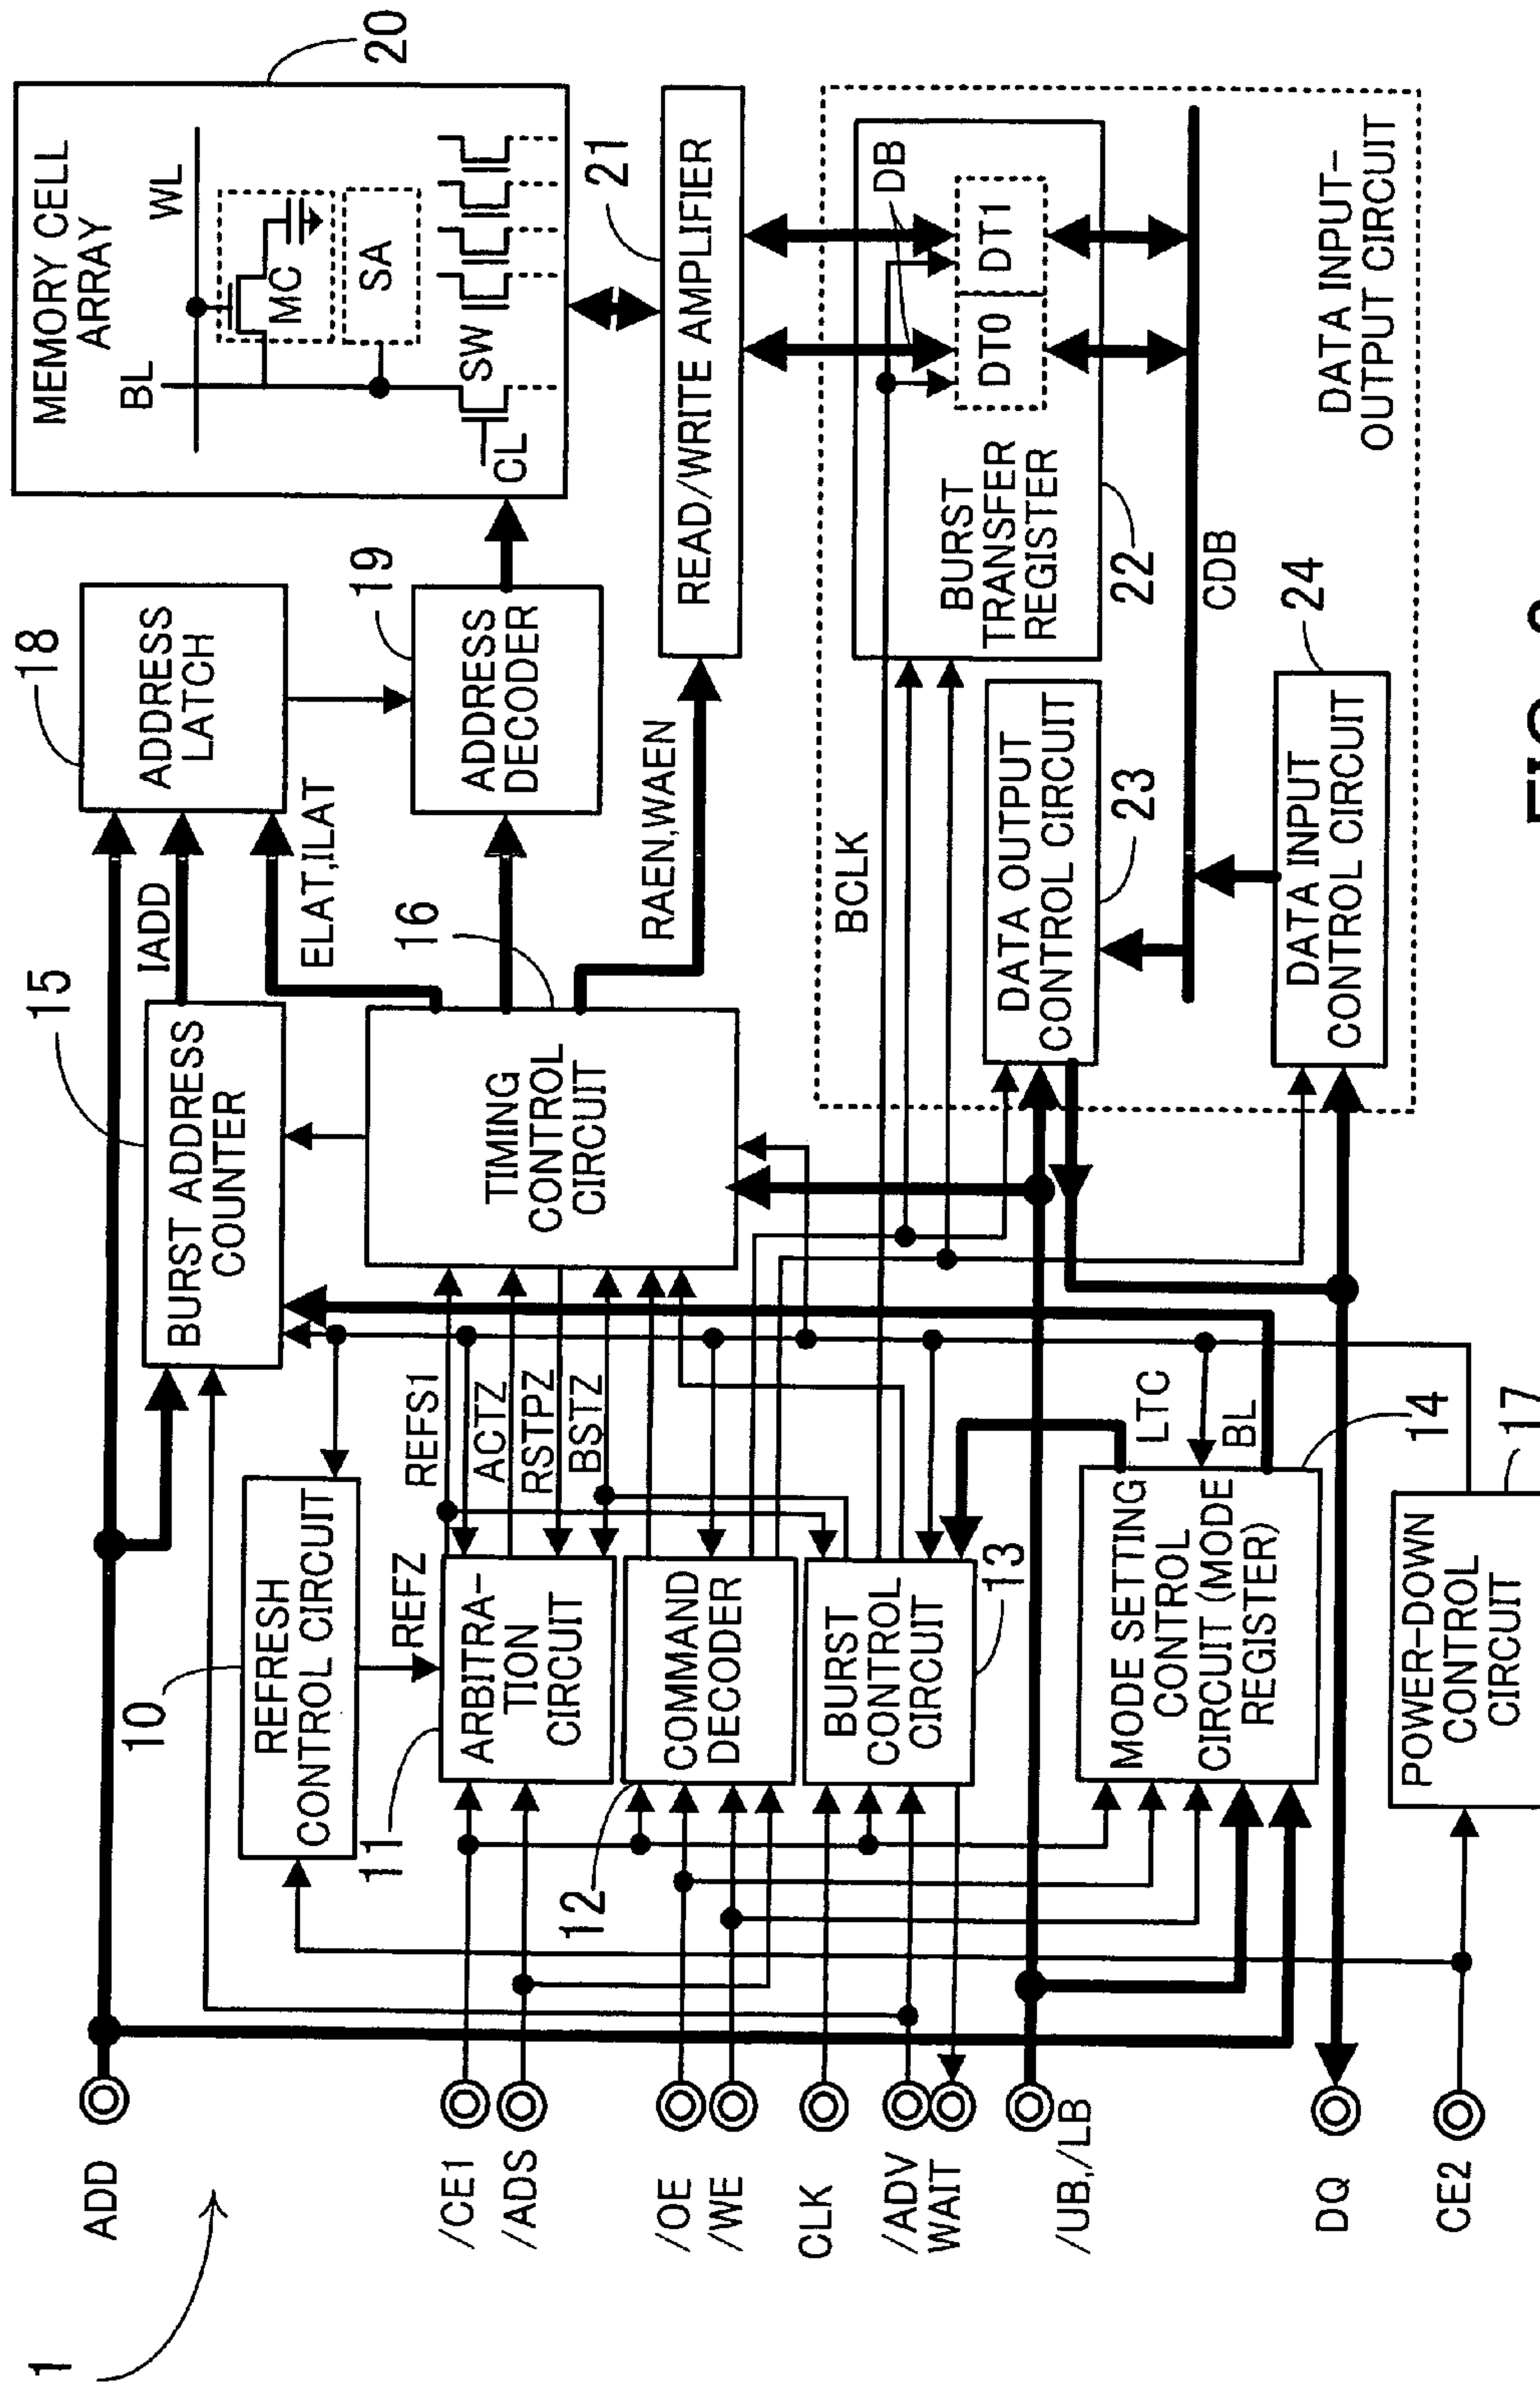 1
ADD
/CE1
/ADS
/OE
/WE
CLK
/ADV
WAIT
/UB,/LB
DQ
CE2
10
REFRESH
CONTROL CIRCUIT
REFZ
11
ARBITRA-
TION
CIRCUIT
12
COMMAND
DECODER
BURST
CONTROL
CIRCUIT
13
MODE SETTING
CONTROL
CIRCUIT (MODE
REGISTER)
14
POWER-DOWN
CONTROL
CIRCUIT
17
REFS1
ACTZ
RSTPZ
BSTZ
LTC
BL
15
BURST ADDRESS
COUNTER
IADD
ELAT,ILAT
16
TIMING
CONTROL
CIRCUIT
RAEN,WAEN
BCLK
18
ADDRESS
LATCH
19
ADDRESS
DECODER
MEMORY CELL
ARRAY
20
BL
WL
MC
SA
SW
CL
21
READ/WRITE AMPLIFIER
DB
DT0
DT1
BURST
TRANSFER
REGISTER
22
DATA OUTPUT
CONTROL CIRCUIT
23
CDB
24
DATA INPUT
CONTROL CIRCUIT
DATA INPUT-
OUTPUT CIRCUIT